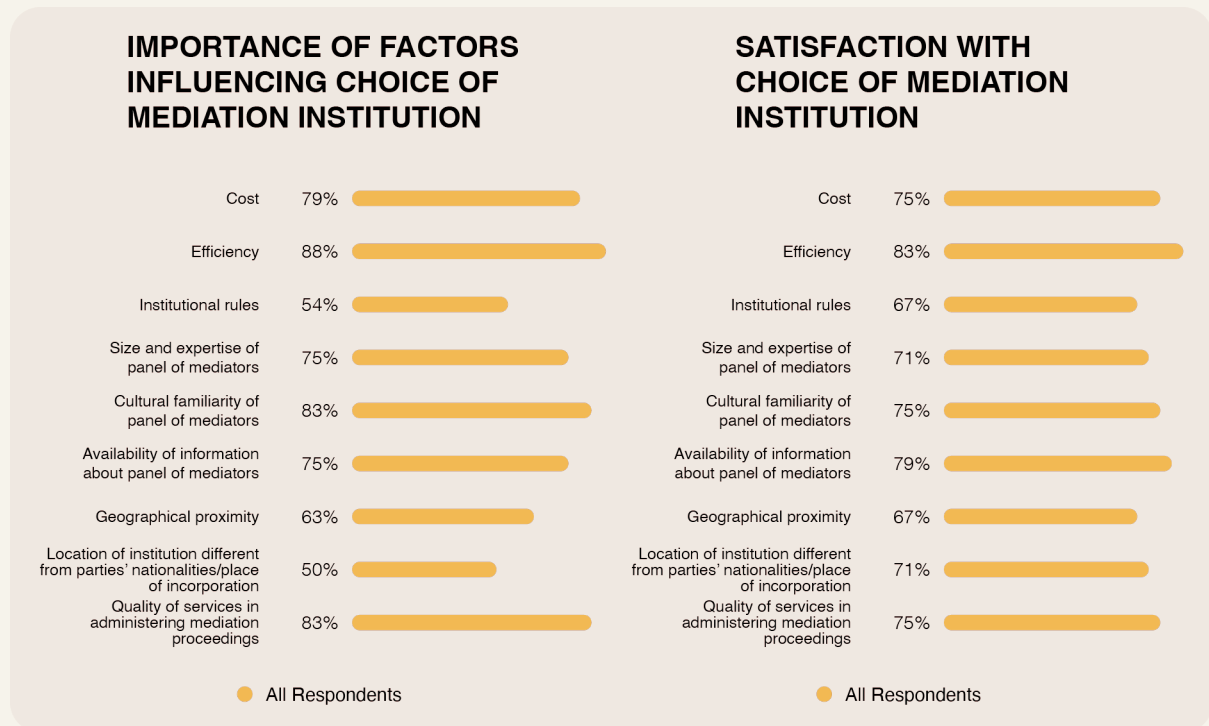 IMPORTANCE OF FACTORS
INFLUENCING CHOICE OF
MEDIATION INSTITUTION
Cost 79%
Efficiency 88%
Institutional rules 54%
Size and expertise of
panel of mediators 75%
Cultural familiarity of
panel of mediators 83%
Availability of information
about panel of mediators 75%
Geographical proximity 63%
Location of institution different
from parties’ nationalities/place 50%
of incorporation
Quality of services in
administering mediation 83%
proceedings
All Respondents
SATISFACTION WITH
CHOICE OF MEDIATION
INSTITUTION
Cost 75%
Efficiency 83%
Institutional rules 67%
Size and expertise of
panel of mediators 71%
Cultural familiarity of
panel of mediators 75%
Availability of information
about panel of mediators 79%
Geographical proximity 67%
Location of institution different
from parties’ nationalities/place 71%
of incorporation
Quality of services in
administering mediation 75%
proceedings
All Respondents